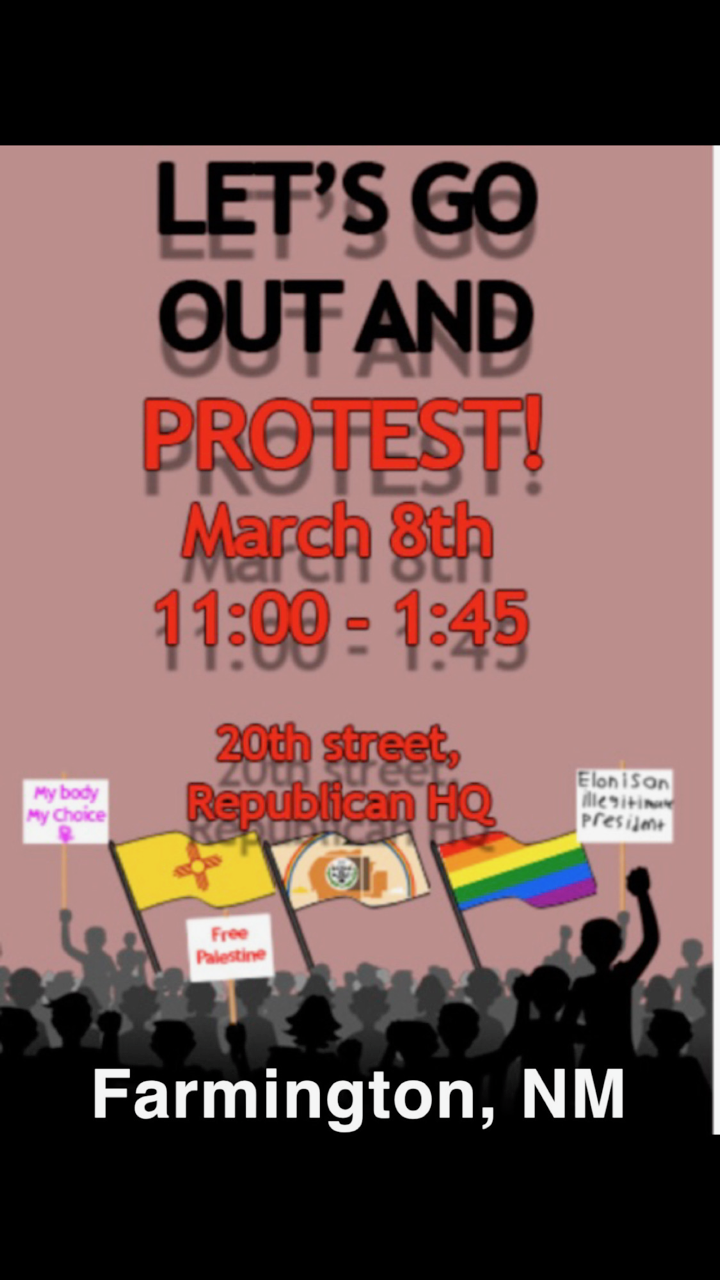 LET'S GO
OUT AND
PROTEST!
March 8th
11:00 - 1:45
20th street,
Republican HQ
My body
My Choice
Elon is an
illegitimate
president
Free
Palestine
Farmington, NM